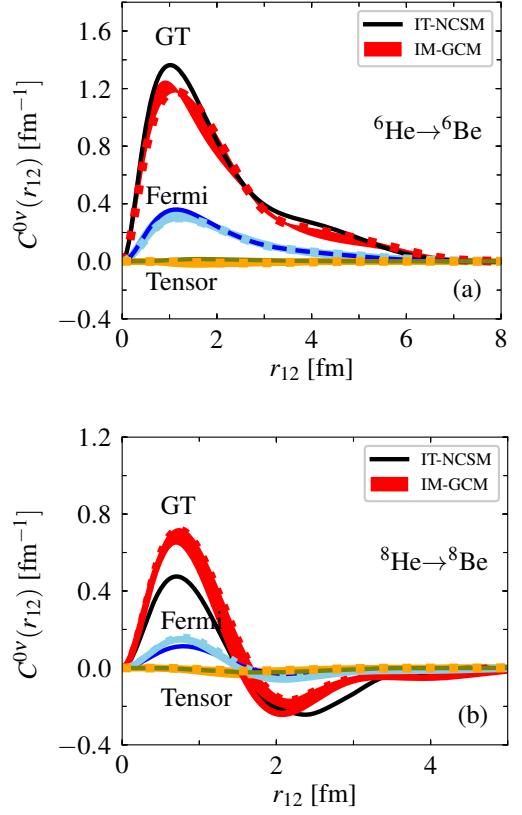 1.6
1.2
0.8
0.4
0.0
−0.4
C⁰ᵛ(r₁₂) [fm⁻¹]
GT
IT-NCSM
IM-GCM
⁶He→⁶Be
Fermi
Tensor
(a)
0 2 4 6 8
r₁₂ [fm]
1.2
0.8
0.4
0.0
−0.4
C⁰ᵛ(r₁₂) [fm⁻¹]
IT-NCSM
IM-GCM
GT
⁸He→⁸Be
Fermi
Tensor
(b)
0 2 4
r₁₂ [fm]